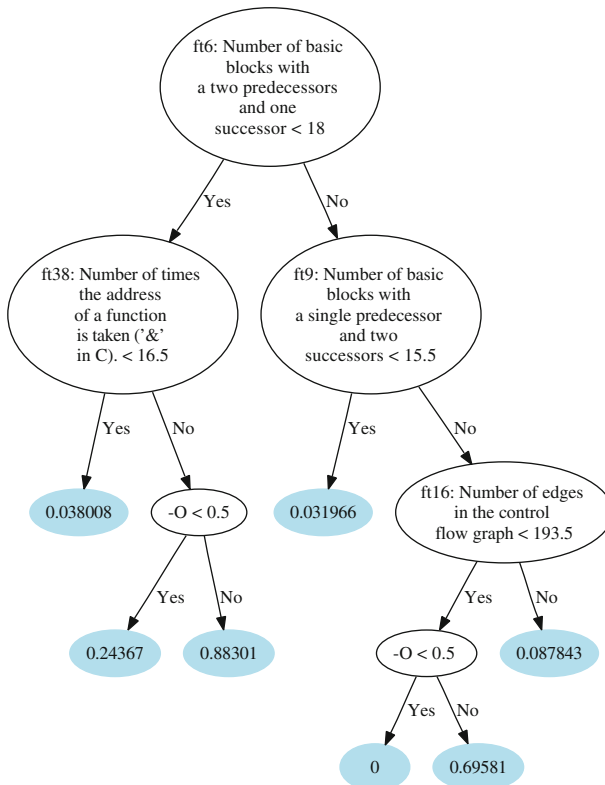 ft6: Number of basic
blocks with
a two predecessors
and one
successor < 18
Yes
No
ft38: Number of times
the address
of a function
is taken ('&'
in C). < 16.5
ft9: Number of basic
blocks with
a single predecessor
and two
successors < 15.5
Yes
No
Yes
No
0.038008
-O < 0.5
0.031966
ft16: Number of edges
in the control
flow graph < 193.5
Yes
No
Yes
No
0.24367
0.88301
-O < 0.5
0.087843
Yes
No
0
0.69581